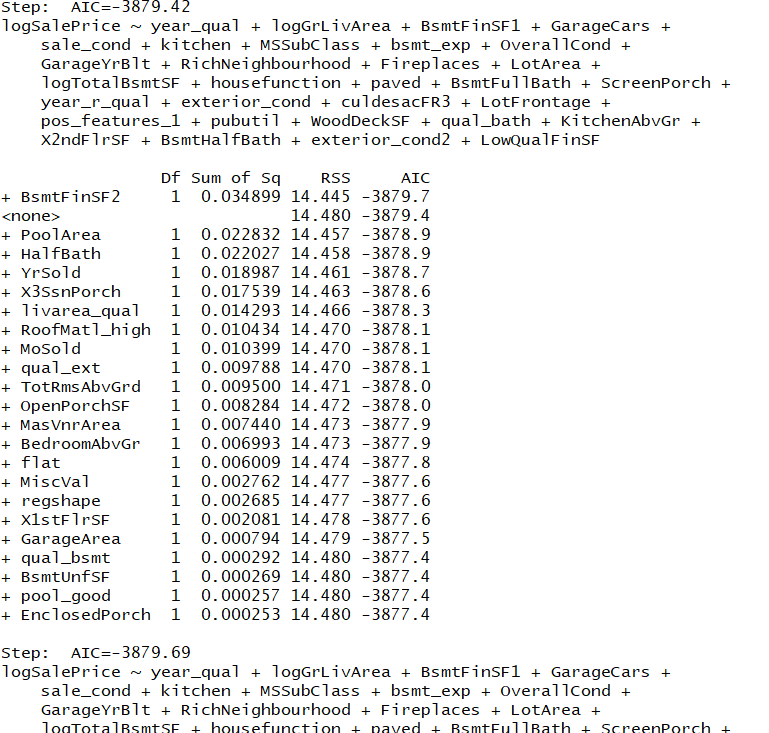 Step:  AIC=-3879.42
logSalePrice ~ year_qual + logGrLivArea + BsmtFinSF1 + GarageCars +
    sale_cond + kitchen + MSSubClass + bsmt_exp + OverallCond +
    GarageYrBlt + RichNeighbourhood + Fireplaces + LotArea +
    logTotalBsmtSF + housefunction + paved + BsmtFullBath + ScreenPorch +
    year_r_qual + exterior_cond + culdesacFR3 + LotFrontage +
    pos_features_1 + pubutil + WoodDeckSF + qual_bath + KitchenAbvGr +
    X2ndFlrSF + BsmtHalfBath + exterior_cond2 + LowQualFinSF
                Df Sum of Sq    RSS     AIC
+ BsmtFinSF2     1  0.034899 14.445 -3879.7
<none>                       14.480 -3879.4
+ PoolArea       1  0.022832 14.457 -3878.9
+ HalfBath       1  0.022027 14.458 -3878.9
+ YrSold         1  0.018987 14.461 -3878.7
+ X3SsnPorch     1  0.017539 14.463 -3878.6
+ livarea_qual   1  0.014293 14.466 -3878.3
+ RoofMatl_high  1  0.010434 14.470 -3878.1
+ MoSold         1  0.010399 14.470 -3878.1
+ qual_ext       1  0.009788 14.470 -3878.1
+ TotRmsAbvGrd   1  0.009500 14.471 -3878.0
+ OpenPorchSF    1  0.008284 14.472 -3878.0
+ MasVnrArea     1  0.007440 14.473 -3877.9
+ BedroomAbvGr   1  0.006993 14.473 -3877.9
+ flat           1  0.006009 14.474 -3877.8
+ MiscVal        1  0.002762 14.477 -3877.6
+ regshape       1  0.002685 14.477 -3877.6
+ X1stFlrSF      1  0.002081 14.478 -3877.6
+ GarageArea     1  0.000794 14.479 -3877.5
+ qual_bsmt      1  0.000292 14.480 -3877.4
+ BsmtUnfSF      1  0.000269 14.480 -3877.4
+ pool_good      1  0.000257 14.480 -3877.4
+ EnclosedPorch  1  0.000253 14.480 -3877.4
Step:  AIC=-3879.69
logSalePrice ~ year_qual + logGrLivArea + BsmtFinSF1 + GarageCars +
    sale_cond + kitchen + MSSubClass + bsmt_exp + OverallCond +
    GarageYrBlt + RichNeighbourhood + Fireplaces + LotArea +
    logTotalBsmtSF + housefunction + paved + BsmtFullBath + ScreenPorch +